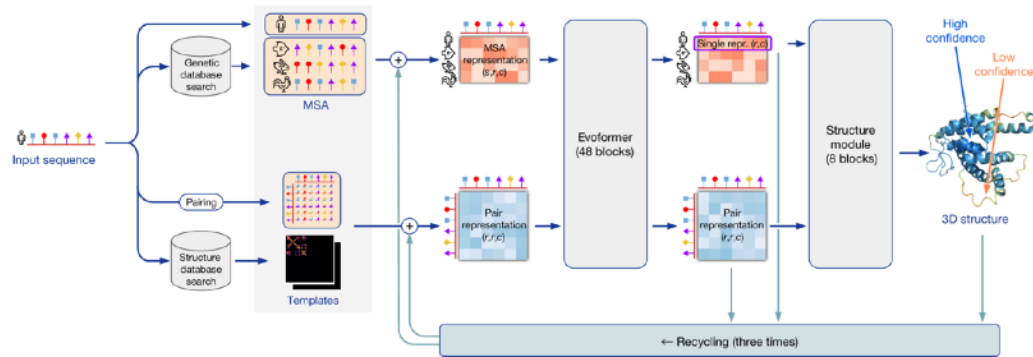 High
confidence
Low
confidence
Genetic
database
search
MSA
MSA
representation
(s,r,c)
Single repr. (r,c)
Input sequence
Evoformer
(48 blocks)
Structure
module
(8 blocks)
3D structure
Pairing
Pair
representation
(r,r,c)
Pair
representation
(r,r,c)
Structure
database
search
Templates
← Recycling (three times)